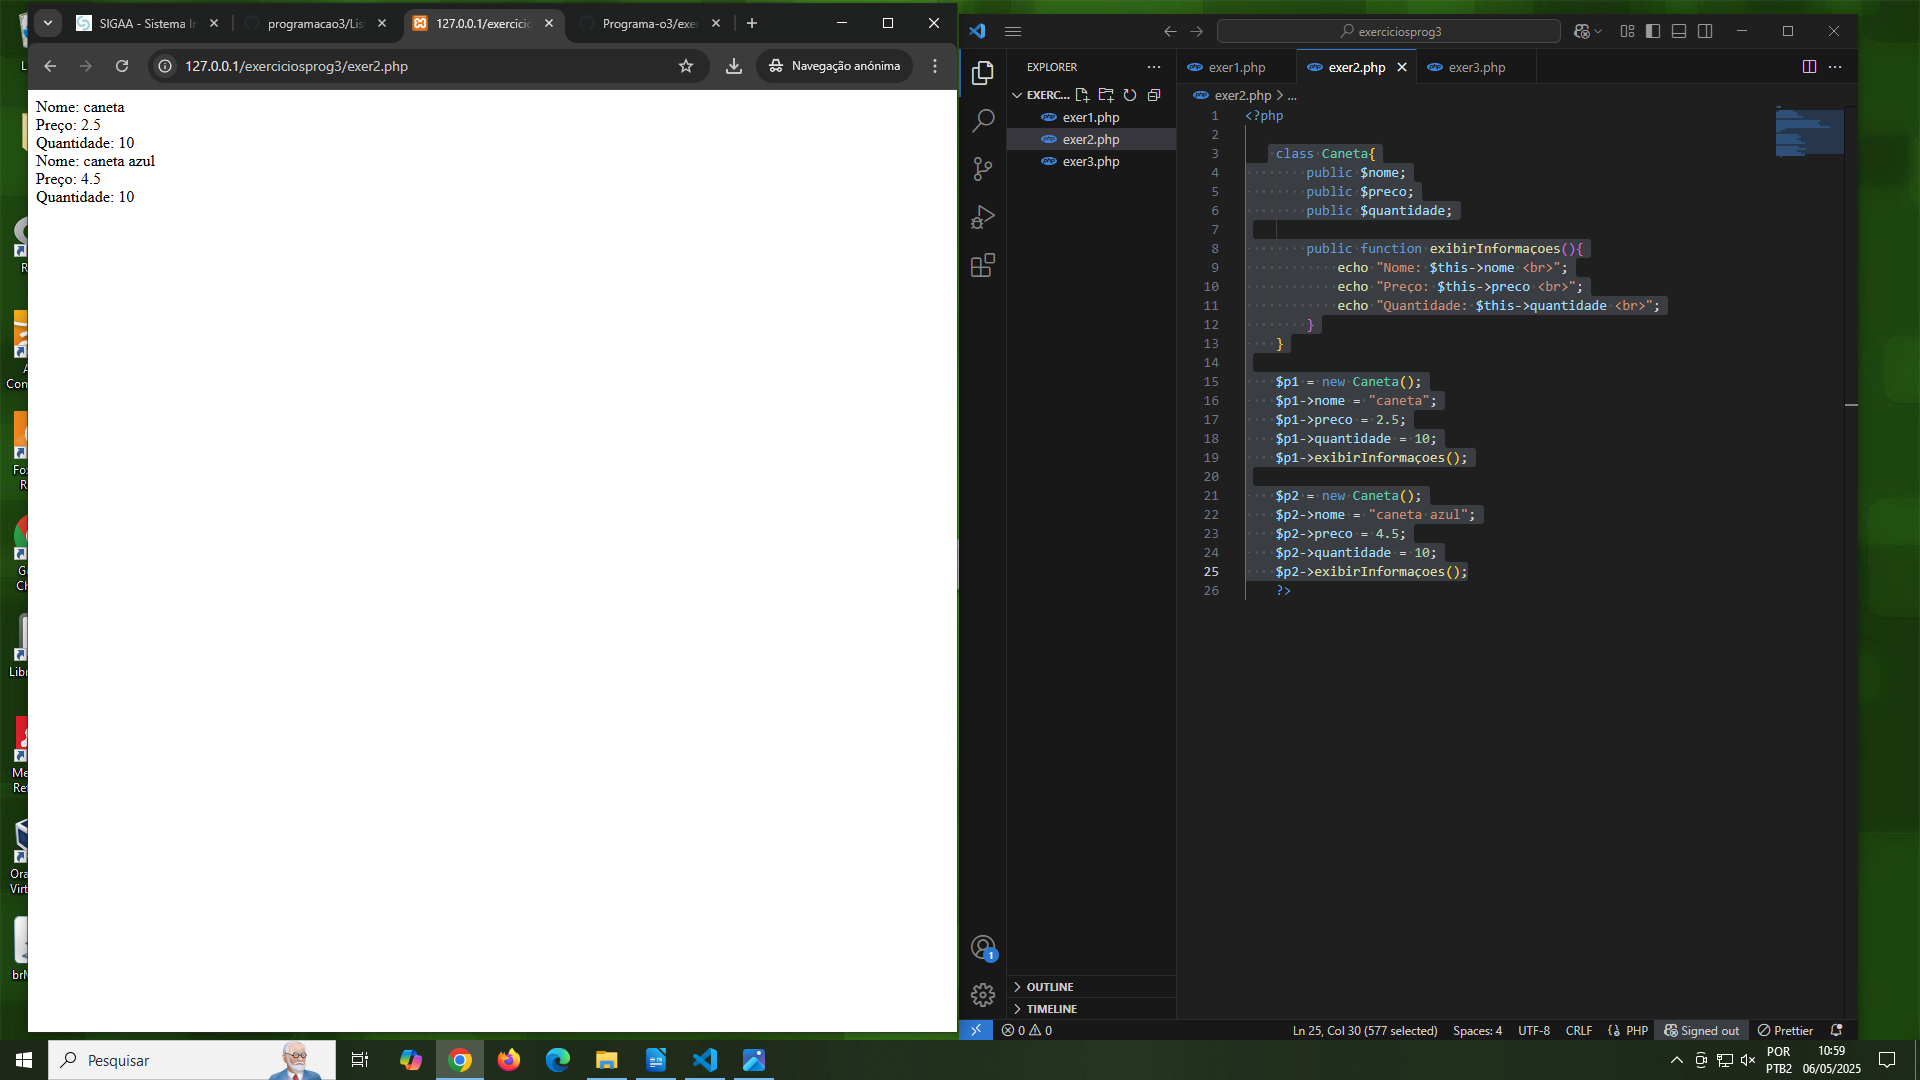 SIGAA - Sistema In
programacao3/Lis
127.0.0.1/exercicio
Programa-o3/exer
127.0.0.1/exerciciosprog3/exer2.php
Navegação anónima
Nome: caneta
Preço: 2.5
Quantidade: 10
Nome: caneta azul
Preço: 4.5
Quantidade: 10
exerciciosprog3
EXPLORER
EXERC...
exer1.php
exer2.php
exer3.php
OUTLINE
TIMELINE
exer1.php
exer2.php
exer3.php
exer2.php > ...
1 <?php
2
3 class Caneta{
4 public $nome;
5 public $preco;
6 public $quantidade;
7
8 public function exibirInformaçoes(){
9 echo "Nome: $this->nome <br>";
10 echo "Preço: $this->preco <br>";
11 echo "Quantidade: $this->quantidade <br>";
12 }
13 }
14
15 $p1 = new Caneta();
16 $p1->nome = "caneta";
17 $p1->preco = 2.5;
18 $p1->quantidade = 10;
19 $p1->exibirInformaçoes();
20
21 $p2 = new Caneta();
22 $p2->nome = "caneta azul";
23 $p2->preco = 4.5;
24 $p2->quantidade = 10;
25 $p2->exibirInformaçoes();
26 ?>
1
0 0
Ln 25, Col 30 (577 selected)
Spaces: 4
UTF-8
CRLF
PHP
Signed out
Prettier
Pesquisar
POR
PTB2
10:59
06/05/2025